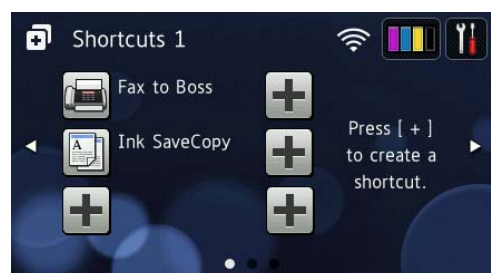 Shortcuts 1
Fax to Boss
Ink SaveCopy
Press [ + ]
to create a
shortcut.